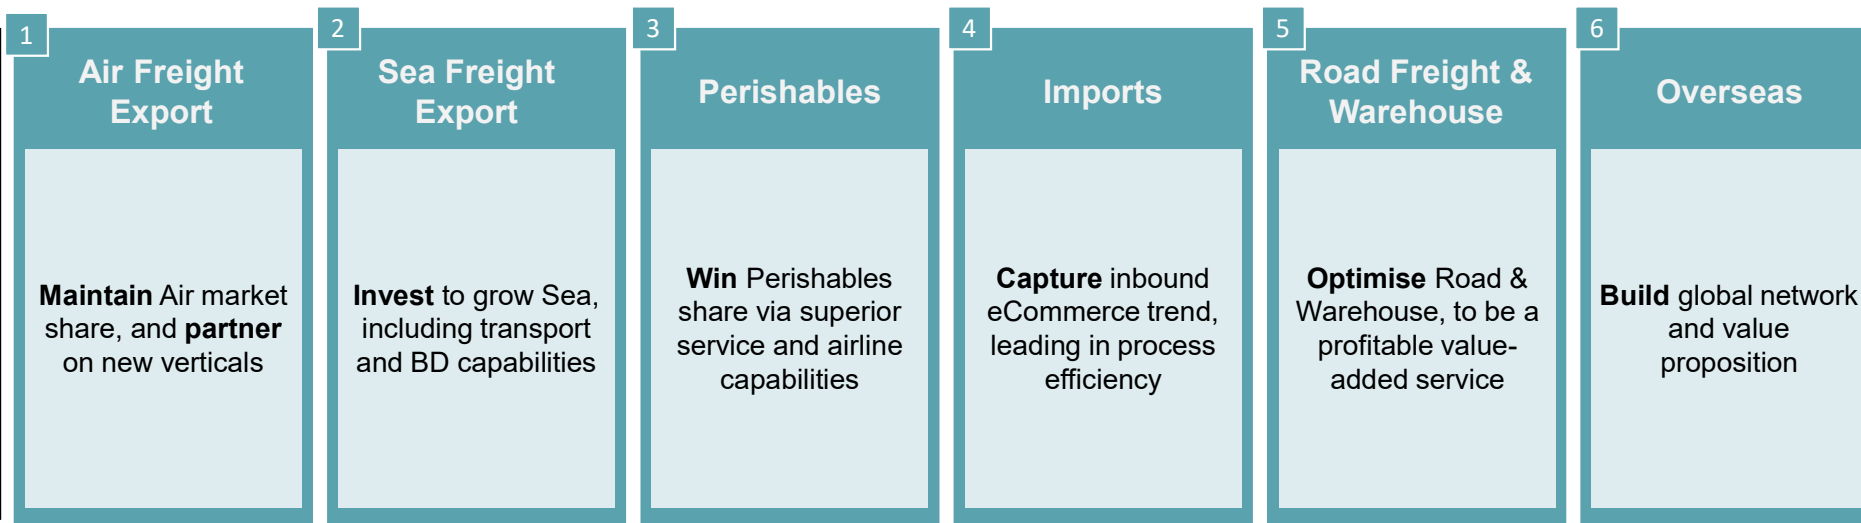 1
Air Freight
Export
Maintain Air market
share, and partner
on new verticals
2
Sea Freight
Export
Invest to grow Sea,
including transport
and BD capabilities
3
Perishables
Win Perishables
share via superior
service and airline
capabilities
4
Imports
Capture inbound
eCommerce trend,
leading in process
efficiency
5
Road Freight &
Warehouse
Optimise Road &
Warehouse, to be a
profitable value-
added service
6
Overseas
Build global network
and value
proposition